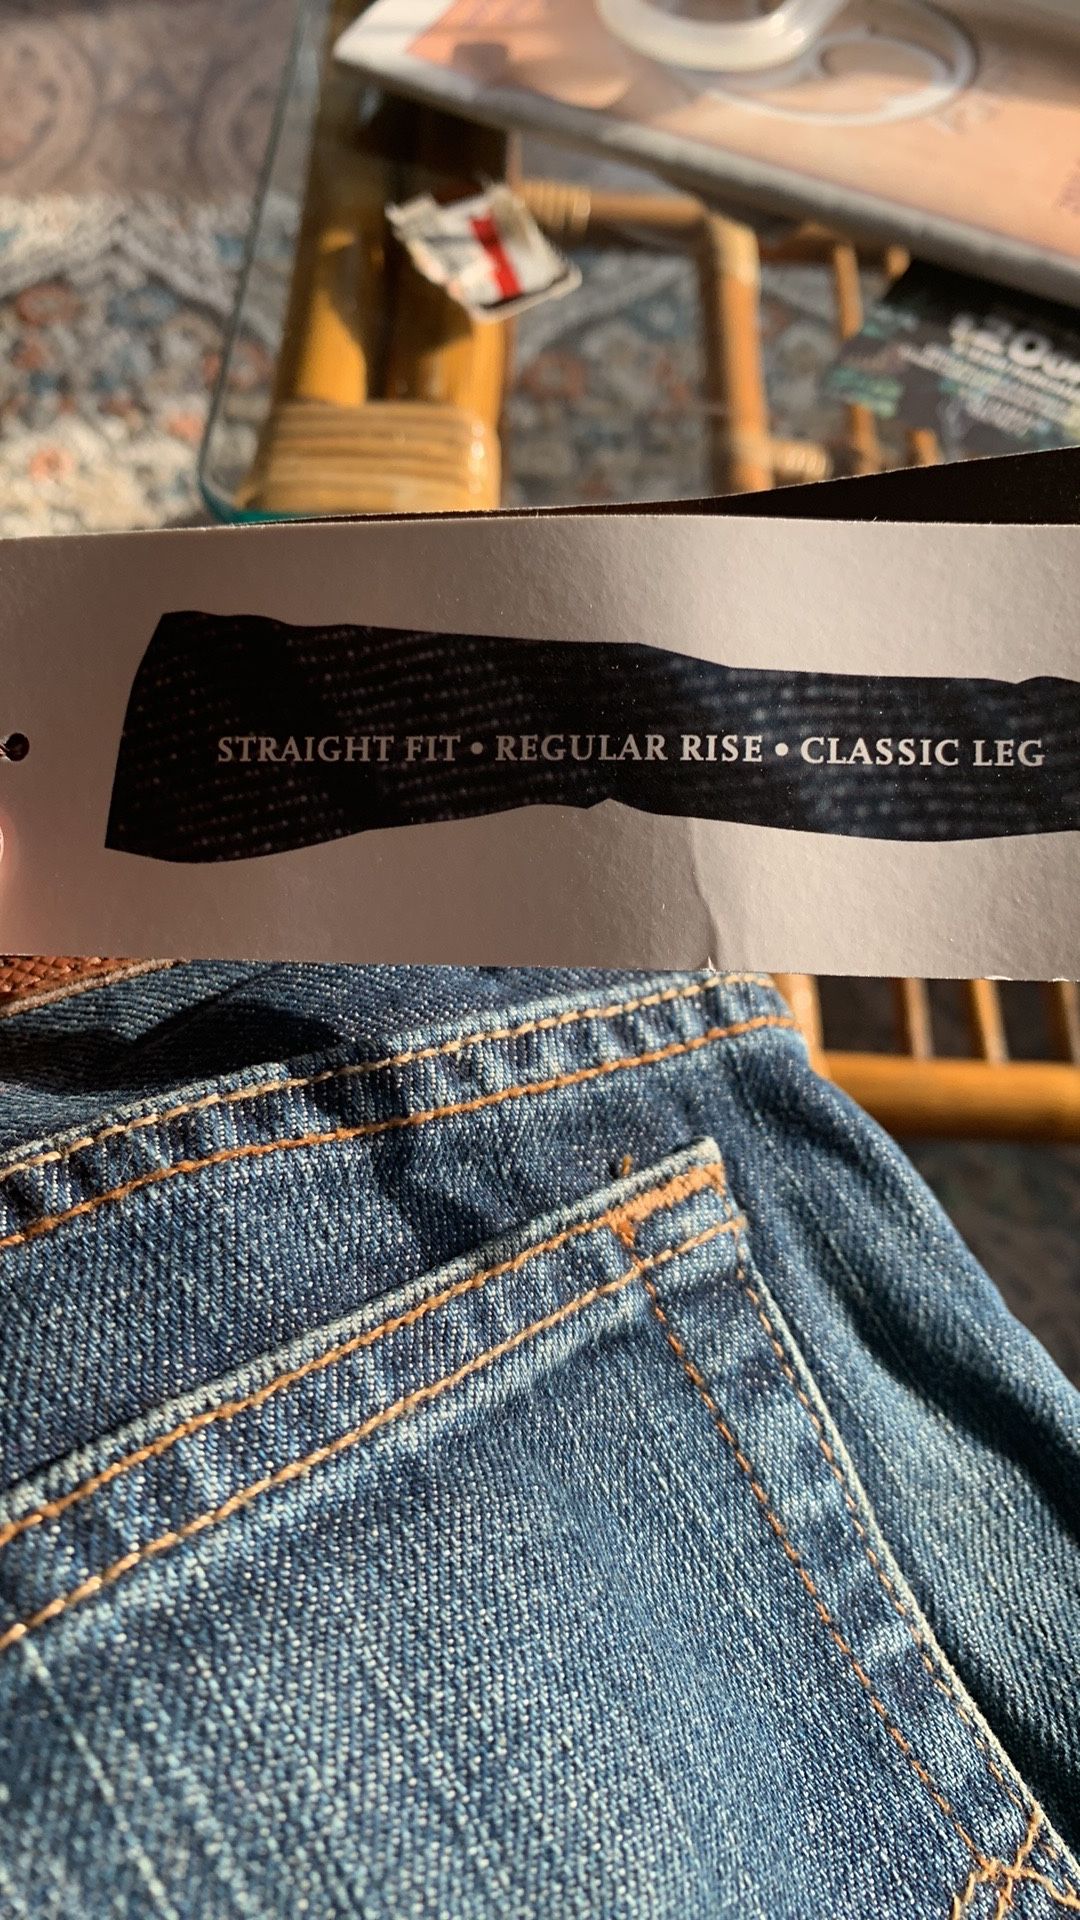 STRAIGHT FIT • REGULAR RISE • CLASSIC LEG